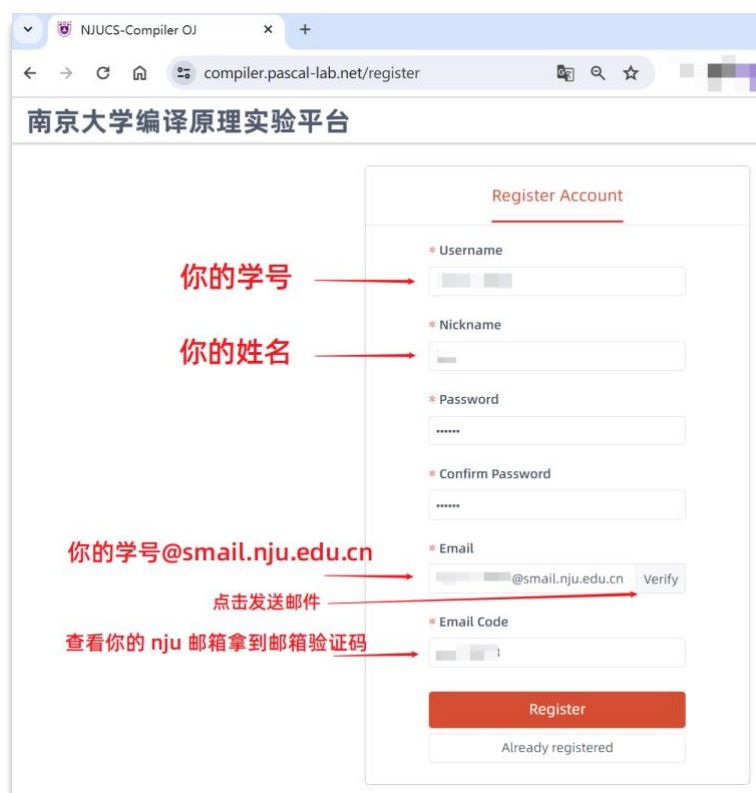 NJUCS-Compiler OJ
compiler.pascal-lab.net/register
南京大学编译原理实验平台
Register Account
* Username
你的学号
* Nickname
你的姓名
* Password
* Confirm Password
* Email
你的学号@smail.nju.edu.cn
@smail.nju.edu.cn Verify
点击发送邮件
* Email Code
查看你的 nju 邮箱拿到邮箱验证码
Register
Already registered